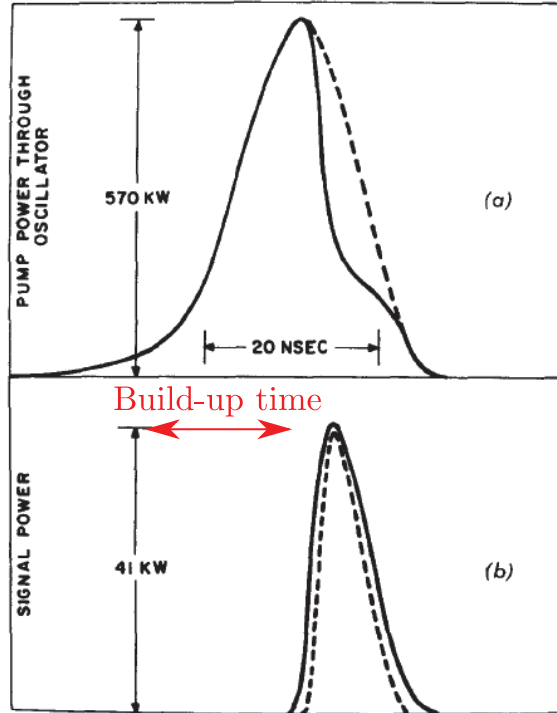 PUMP POWER THROUGH
OSCILLATOR
570 KW
(a)
20 NSEC
Build-up time
SIGNAL POWER
41 KW
(b)